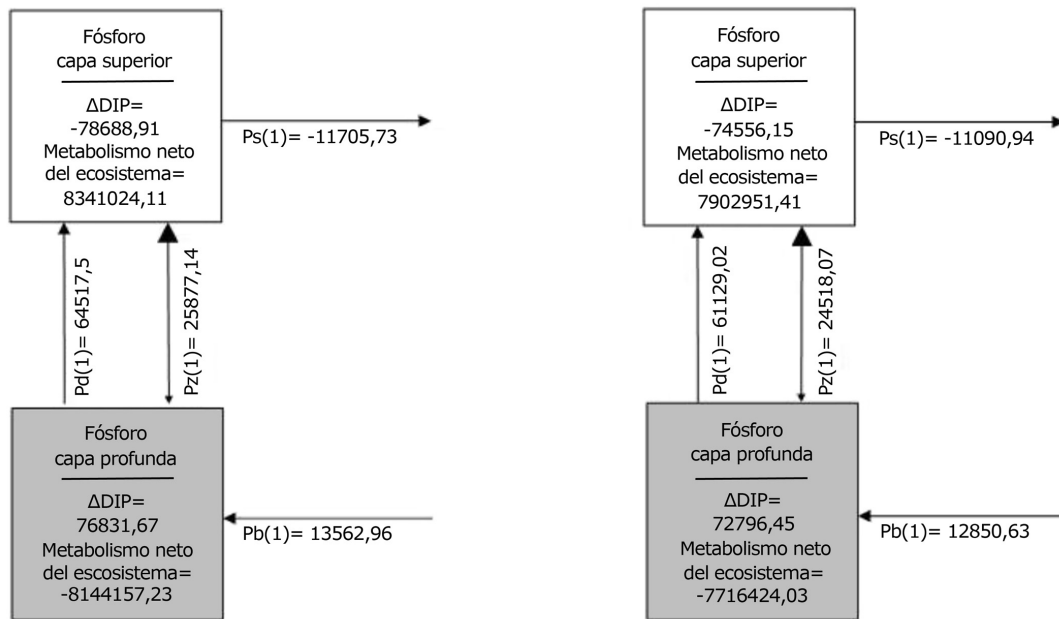 Fósforo
capa superior
ΔDIP=
-78688,91
Metabolismo neto
del ecosistema=
8341024,11
Ps(1)= -11705,73
Pd(1)= 64517,5
Pz(1)= 25877,14
Fósforo
capa profunda
ΔDIP=
76831,67
Metabolismo neto
del escosistema=
-8144157,23
Pb(1)= 13562,96
Fósforo
capa superior
ΔDIP=
-74556,15
Metabolismo neto
del ecosistema=
7902951,41
Ps(1)= -11090,94
Pd(1)= 61129,02
Pz(1)= 24518,07
Fósforo
capa profunda
ΔDIP=
72796,45
Metabolismo neto
del ecosistema=
-7716424,03
Pb(1)= 12850,63